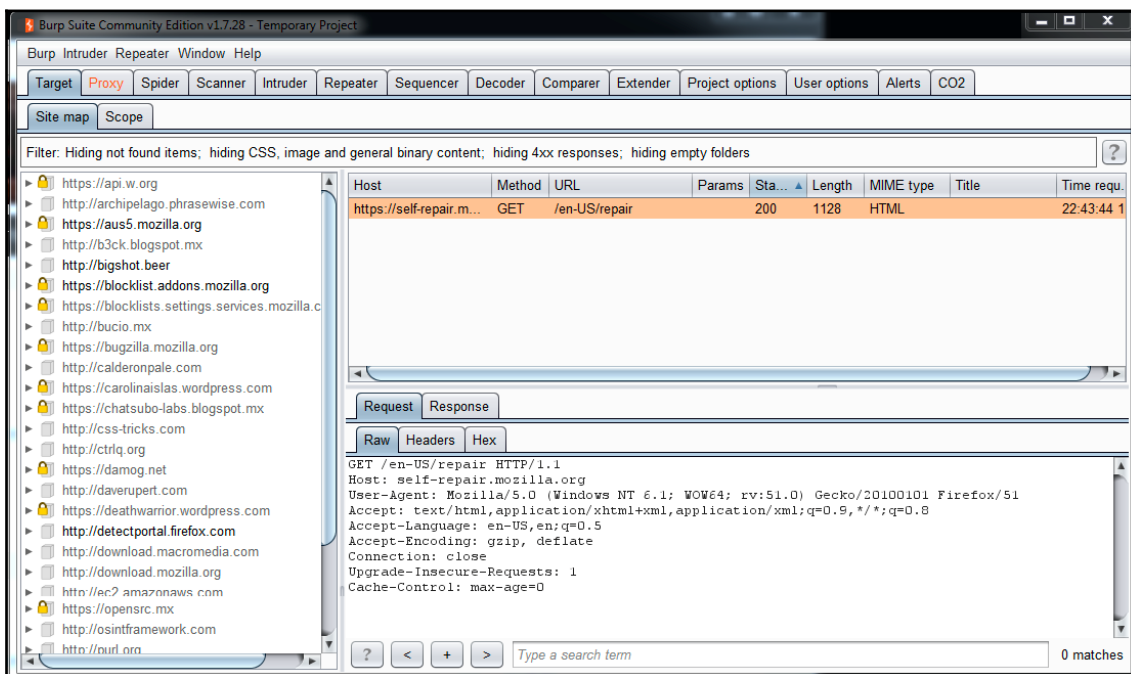 Burp Suite Community Edition v1.7.28 - Temporary Project
Burp Intruder Repeater Window Help
Target Proxy Spider Scanner Intruder Repeater Sequencer Decoder Comparer Extender Project options User options Alerts CO2
Site map Scope
Filter: Hiding not found items; hiding CSS, image and general binary content; hiding 4xx responses; hiding empty folders ?
https://api.w.org
http://archipelago.phrasewise.com
https://aus5.mozilla.org
http://b3ck.blogspot.mx
http://bigshot.beer
https://blocklist.addons.mozilla.org
https://blocklists.settings.services.mozilla.c
http://bucio.mx
https://bugzilla.mozilla.org
http://calderonpale.com
https://carolinaislas.wordpress.com
https://chatsubo-labs.blogspot.mx
http://css-tricks.com
http://ctrlq.org
https://damog.net
http://daverupert.com
https://deathwarrior.wordpress.com
http://detectportal.firefox.com
http://download.macromedia.com
http://download.mozilla.org
http://ec2.amazonaws.com
https://opensrc.mx
http://osintframework.com
http://purl.org
Host Method URL Params Sta... Length MIME type Title Time requ.
https://self-repair.m... GET /en-US/repair 200 1128 HTML 22:43:44 1
Request Response
Raw Headers Hex
GET /en-US/repair HTTP/1.1
Host: self-repair.mozilla.org
User-Agent: Mozilla/5.0 (Windows NT 6.1; WOW64; rv:51.0) Gecko/20100101 Firefox/51
Accept: text/html,application/xhtml+xml,application/xml;q=0.9,*/*;q=0.8
Accept-Language: en-US,en;q=0.5
Accept-Encoding: gzip, deflate
Connection: close
Upgrade-Insecure-Requests: 1
Cache-Control: max-age=0
? < + > Type a search term 0 matches